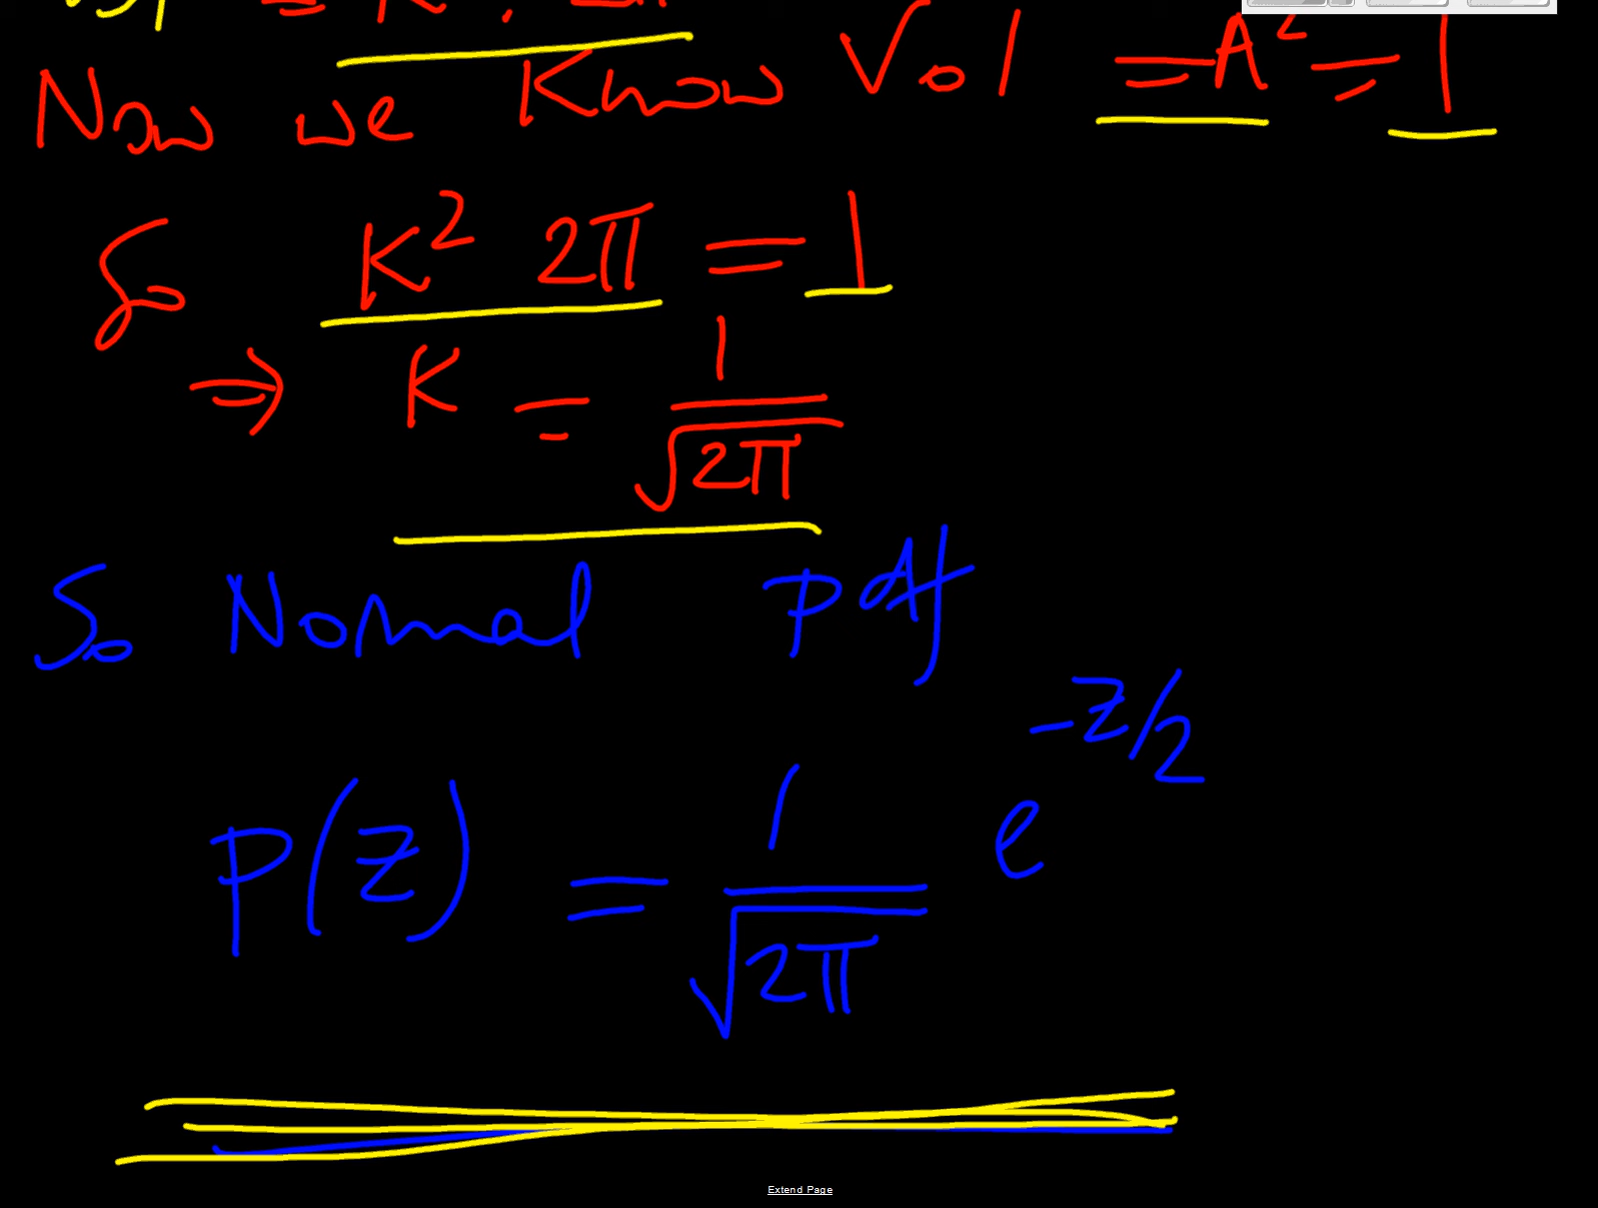 Now we Know Vol = A² = 1
So K² 2π = 1
⇒ K = 1/√2π
So Normal pdf
P(z) = 1/√2π e^-z/2
Extend Page